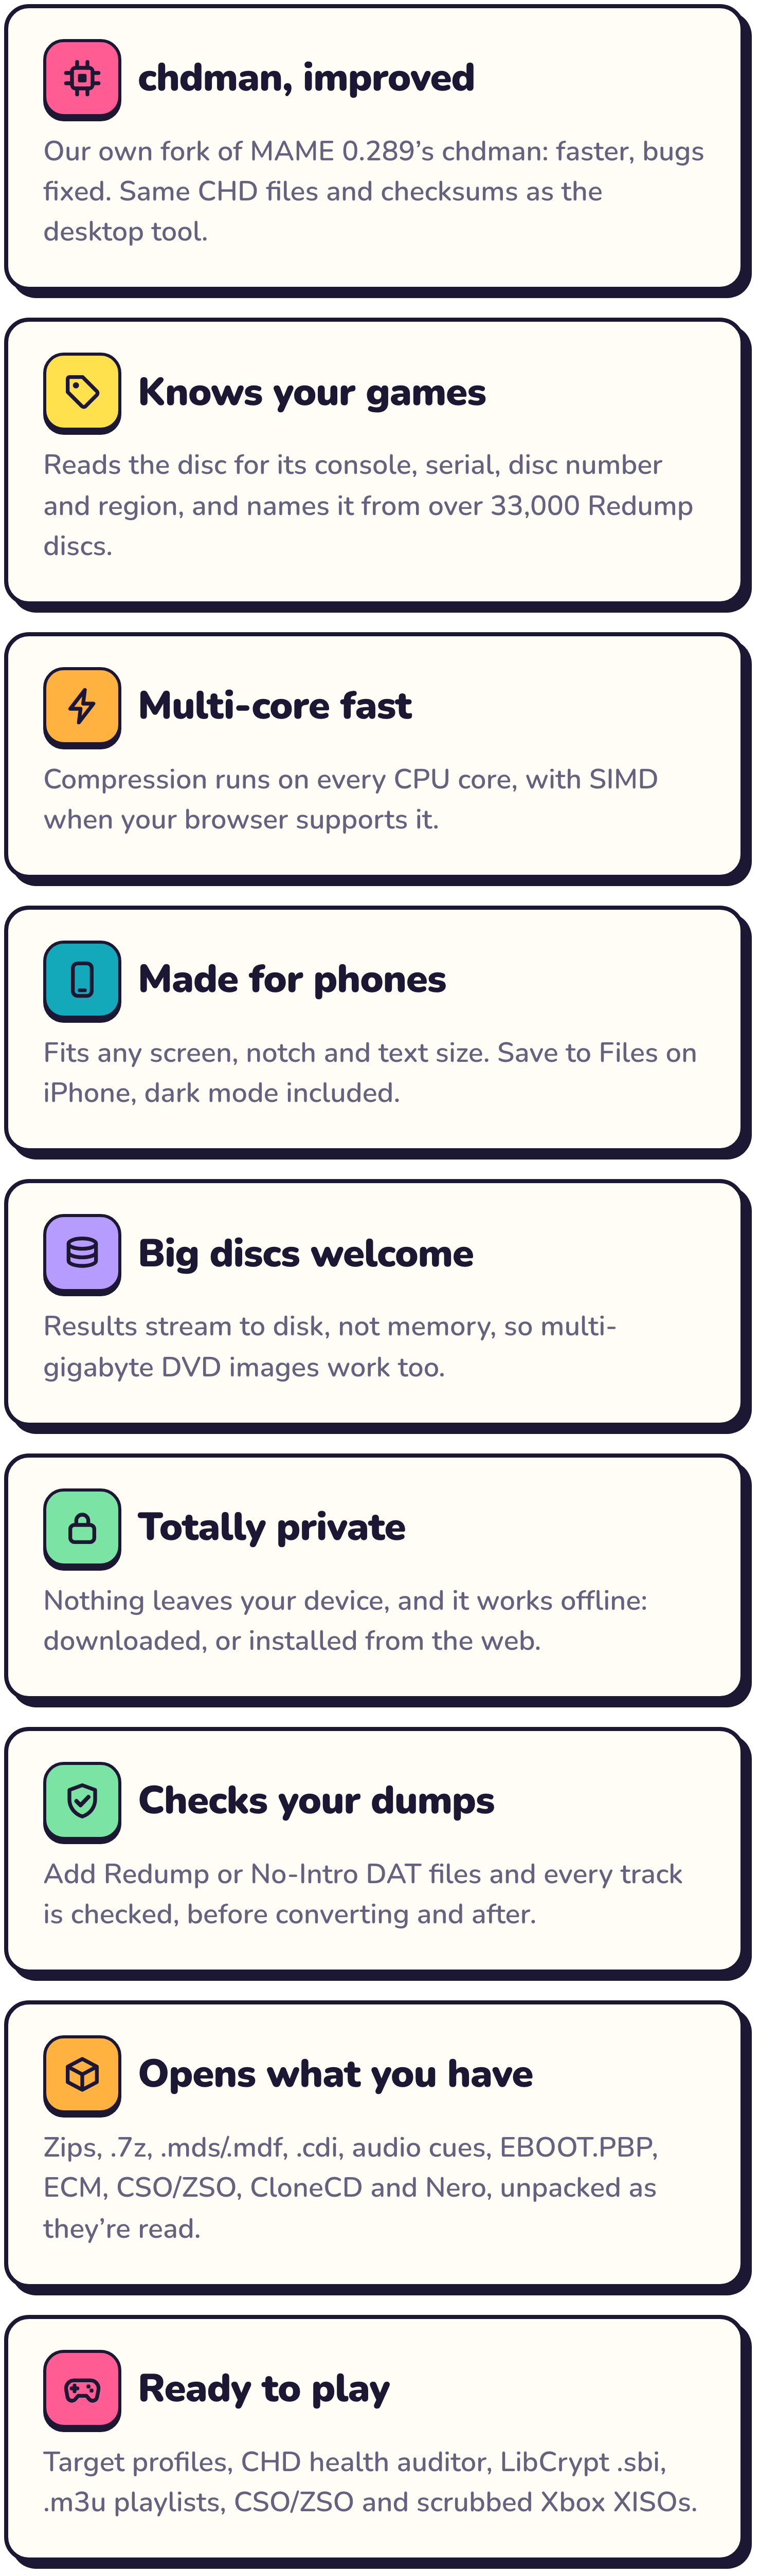 chdman, improved
Our own fork of MAME 0.289’s chdman: faster, bugs
fixed. Same CHD files and checksums as the
desktop tool.
Knows your games
Reads the disc for its console, serial, disc number
and region, and names it from over 33,000 Redump
discs.
Multi-core fast
Compression runs on every CPU core, with SIMD
when your browser supports it.
Made for phones
Fits any screen, notch and text size. Save to Files on
iPhone, dark mode included.
Big discs welcome
Results stream to disk, not memory, so multi-
gigabyte DVD images work too.
Totally private
Nothing leaves your device, and it works offline:
downloaded, or installed from the web.
Checks your dumps
Add Redump or No-Intro DAT files and every track
is checked, before converting and after.
Opens what you have
Zips, .7z, .mds/.mdf, .cdi, audio cues, EBOOT.PBP,
ECM, CSO/ZSO, CloneCD and Nero, unpacked as
they’re read.
Ready to play
Target profiles, CHD health auditor, LibCrypt .sbi,
.m3u playlists, CSO/ZSO and scrubbed Xbox XISOs.